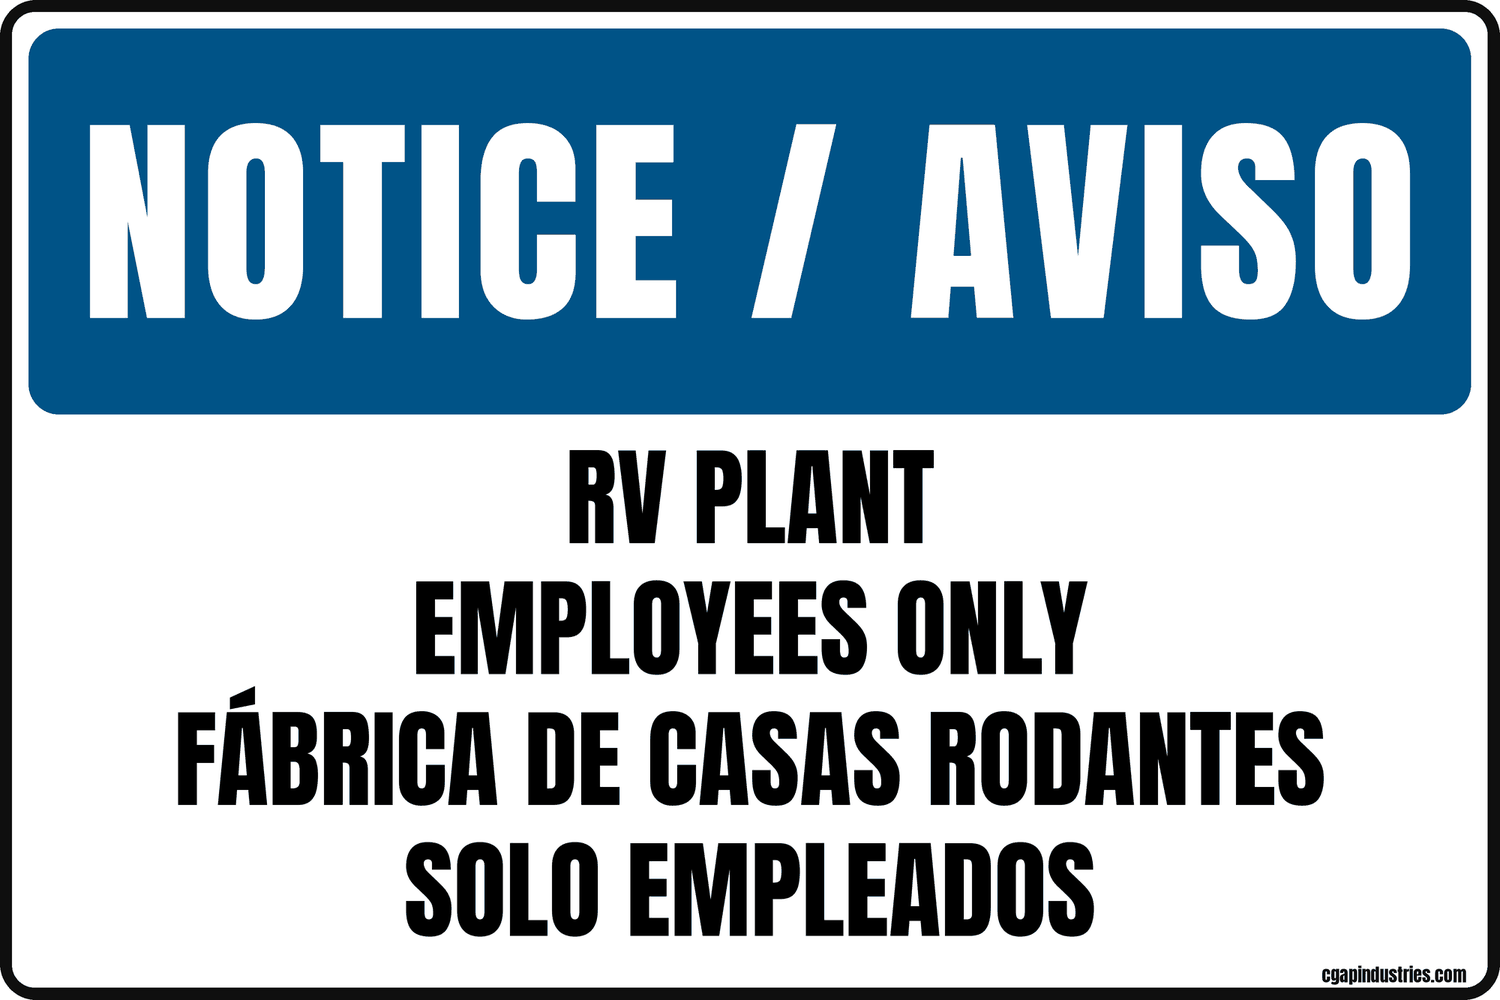 NOTICE / AVISO
RV PLANT
EMPLOYEES ONLY
FÁBRICA DE CASAS RODANTES
SOLO EMPLEADOS
cgapindustries.com